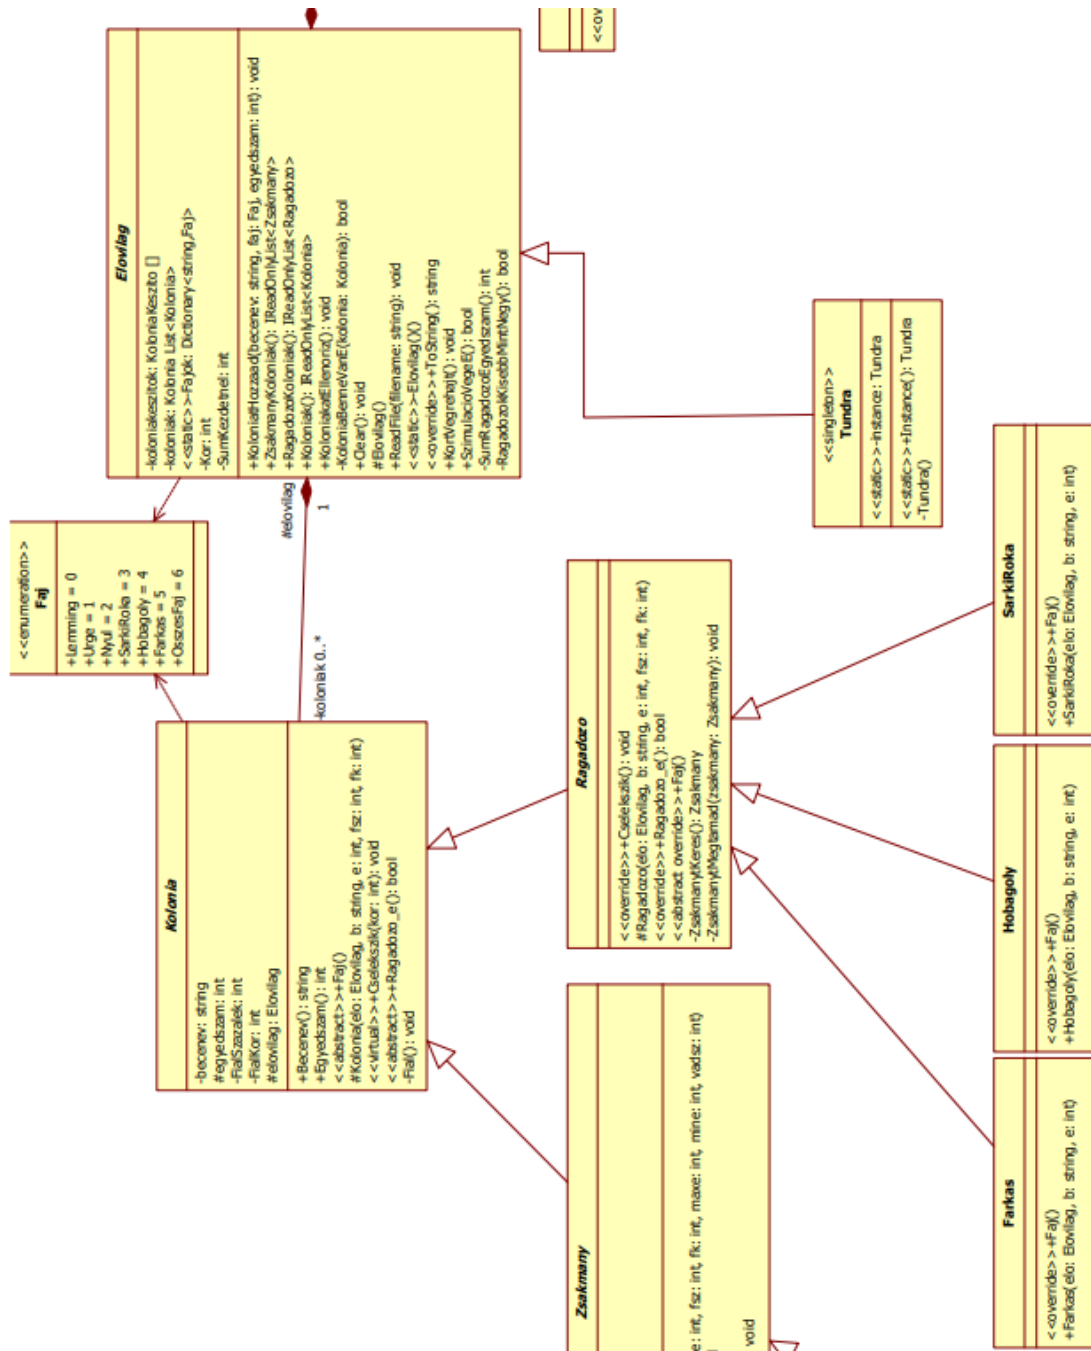 <<enumeration>>
Faj
+Lemming = 0
+Urge = 1
+Nyul = 2
+SarkiRoka = 3
+Hobagoly = 4
+Farkas = 5
+OsszesFaj = 6
Elovilag
-koloniakeszitok: KoloniaKeszito []
-koloniak: Kolonia List<Kolonia>
<<static>>-Fajok: Dictionary<string,Faj>
-Kor: int
-SumKezdetnel: int
+KoloniatHozzaad(becenev: string, faj: Faj, egyedszam: int): void
+ZsakmanyKoloniak(): IReadOnlyList<Zsakmany>
+RagadozoKoloniak(): IReadOnlyList<Ragadozo>
+Koloniak(): IReadOnlyList<Kolonia>
+KoloniakatEllenoriz(): void
-KoloniaBenneVanE(kolonia: Kolonia): bool
+Clear(): void
#Elovilag()
+ReadFile(filename: string): void
<<static>>-Elovilag()()
<<override>>+ToString(): string
+KortVegrehajt(): void
+SzimulacioVegeE(): bool
-SumRagadozoEgyedszam(): int
-RagadozokKisebbMintNegy(): bool
<<ov
#elovilag
1
-koloniak 0..*
Kolonia
-becenev: string
#egyedszam: int
-FialSzazalek: int
-FialKor: int
#elovilag: Elovilag
+Becenev(): string
+Egyedszam(): int
<<abstract>>+Faj()
#Kolonia(elo: Elovilag, b: string, e: int, fsz: int, fk: int)
<<virtual>>+Cselekszik(kor: int): void
<<abstract>>+Ragadozo_e(): bool
-Fial(): void
<<singleton>>
Tundra
<<static>>-instance: Tundra
<<static>>+Instance(): Tundra
-Tundra()
Ragadozo
<<override>>+Cselekszik(): void
#Ragadozo(elo: Elovilag, b: string, e: int, fsz: int, fk: int)
<<override>>+Ragadozo_e(): bool
<<abstract override>>+Faj()
-ZsakmanytKeres(): Zsakmany
-ZsakmanytMegtamad(zsakmany: Zsakmany): void
Zsakmany
e: int, fsz: int, fk: int, maxe: int, mine: int, vadsz: int)
void
SarkiRoka
<<override>>+Faj()
+SarkiRoka(elo: Elovilag, b: string, e: int)
Hobagoly
<<override>>+Faj()
+Hobagoly(elo: Elovilag, b: string, e: int)
Farkas
<<override>>+Faj()
+Farkas(elo: Elovilag, b: string, e: int)